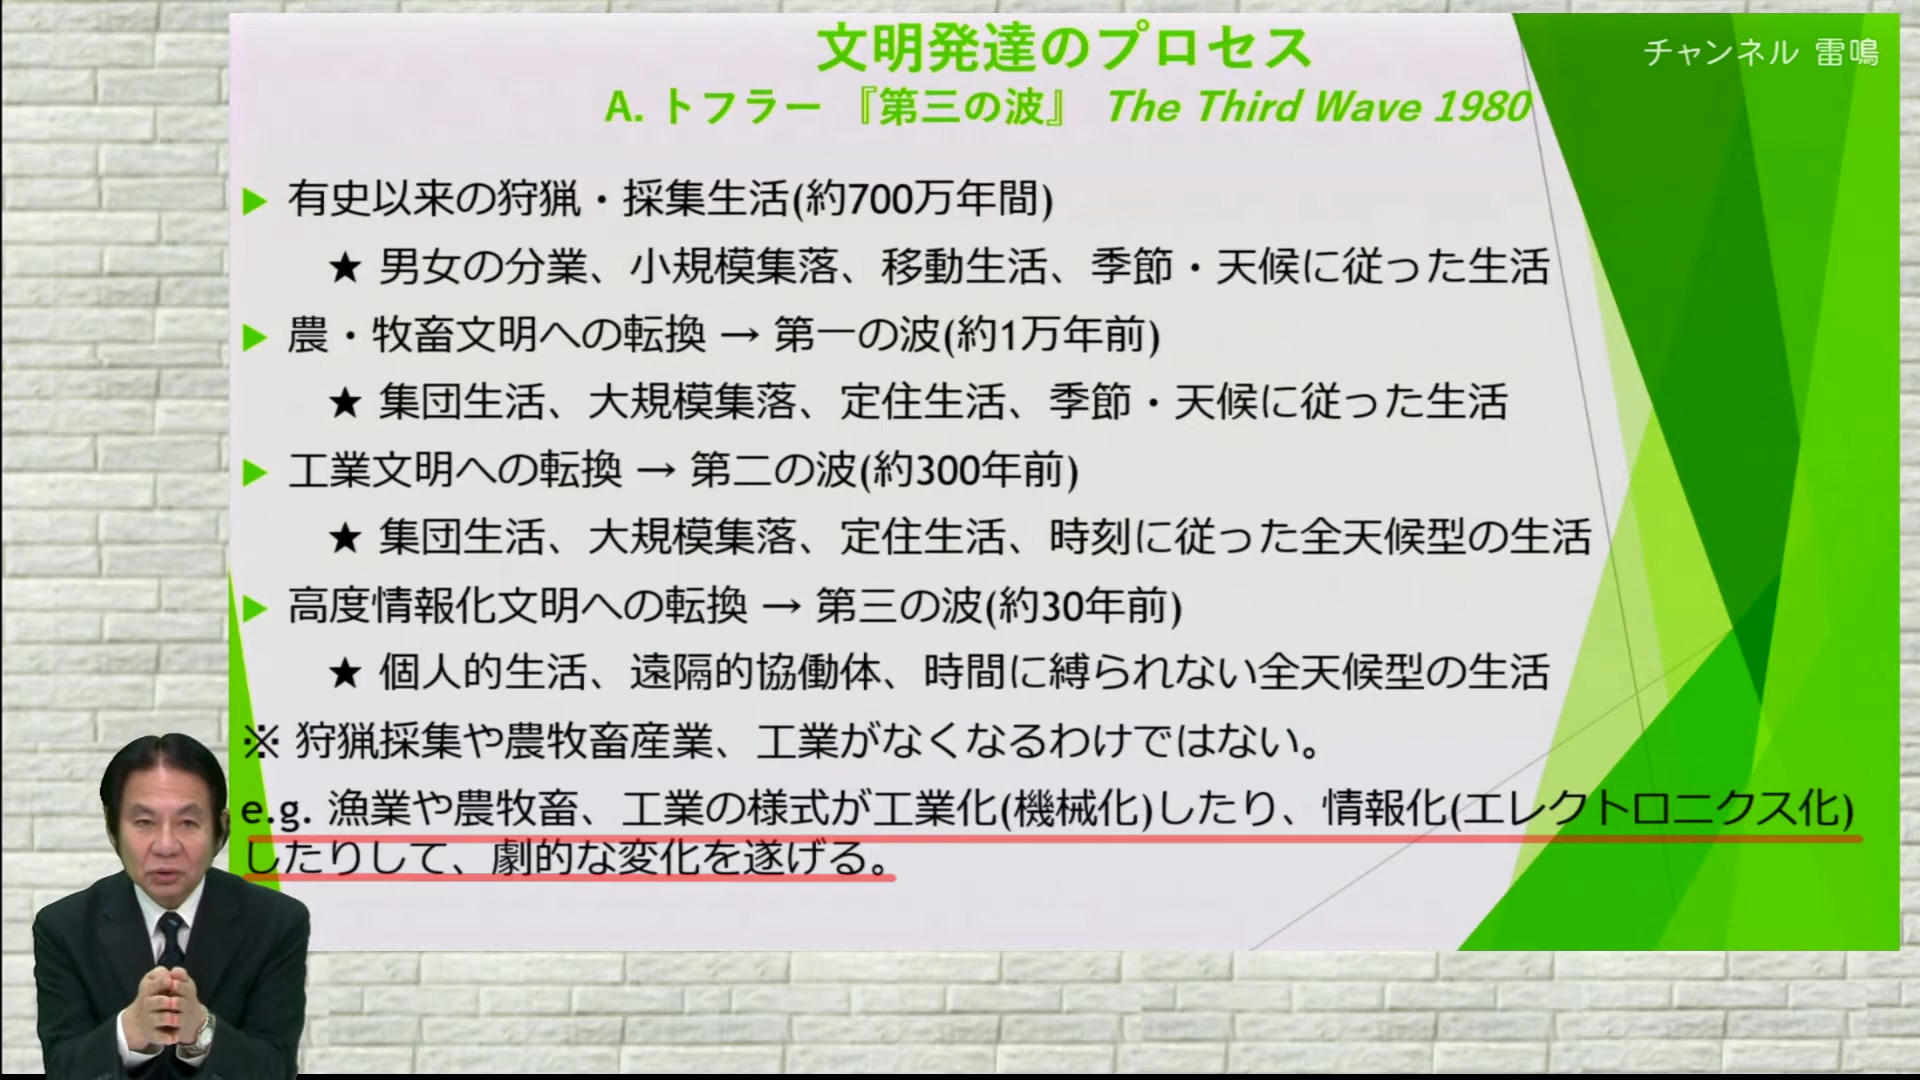 文明発達のプロセス
チャンネル 雷鳴
A. トフラー 『第三の波』 The Third Wave 1980
有史以来の狩猟・採集生活(約700万年間)
★ 男女の分業、小規模集落、移動生活、季節・天候に従った生活
農・牧畜文明への転換 → 第一の波(約1万年前)
★ 集団生活、大規模集落、定住生活、季節・天候に従った生活
工業文明への転換 → 第二の波(約300年前)
★ 集団生活、大規模集落、定住生活、時刻に従った全天候型の生活
高度情報化文明への転換 → 第三の波(約30年前)
★ 個人的生活、遠隔的協働体、時間に縛られない全天候型の生活
※ 狩猟採集や農牧畜産業、工業がなくなるわけではない。
e.g. 漁業や農牧畜、工業の様式が工業化(機械化)したり、情報化(エレクトロニクス化)
したりして、劇的な変化を遂げる。